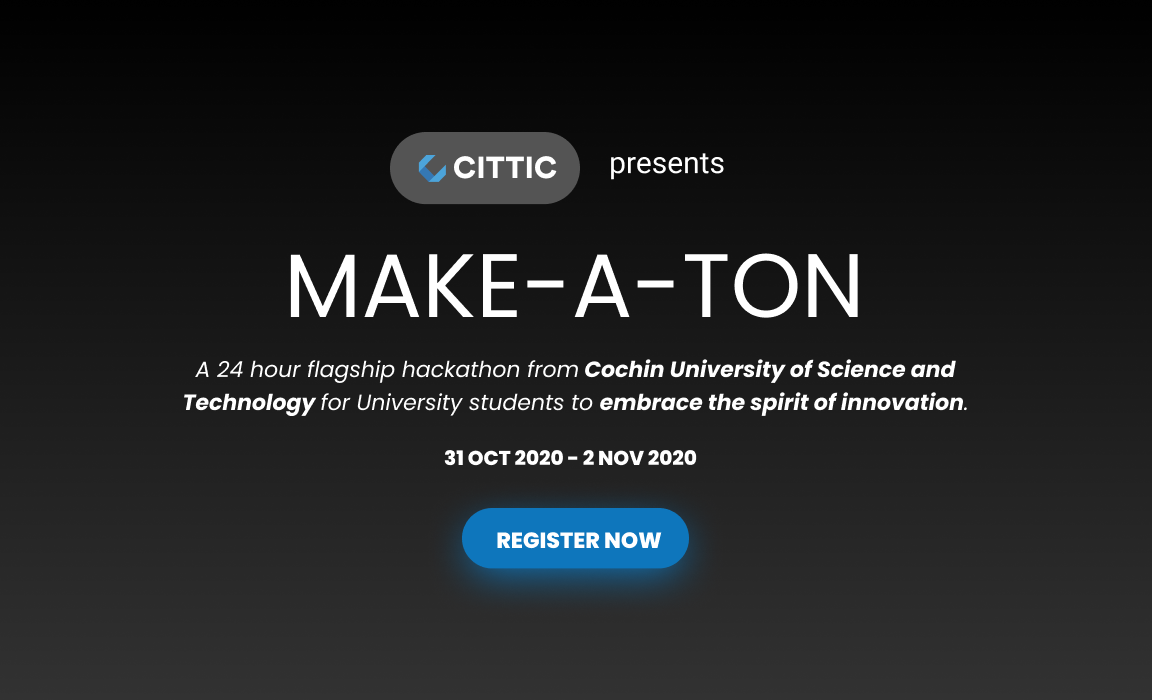 CITTIC presents
MAKE-A-TON
A 24 hour flagship hackathon from Cochin University of Science and
Technology for University students to embrace the spirit of innovation.
31 OCT 2020 - 2 NOV 2020
REGISTER NOW